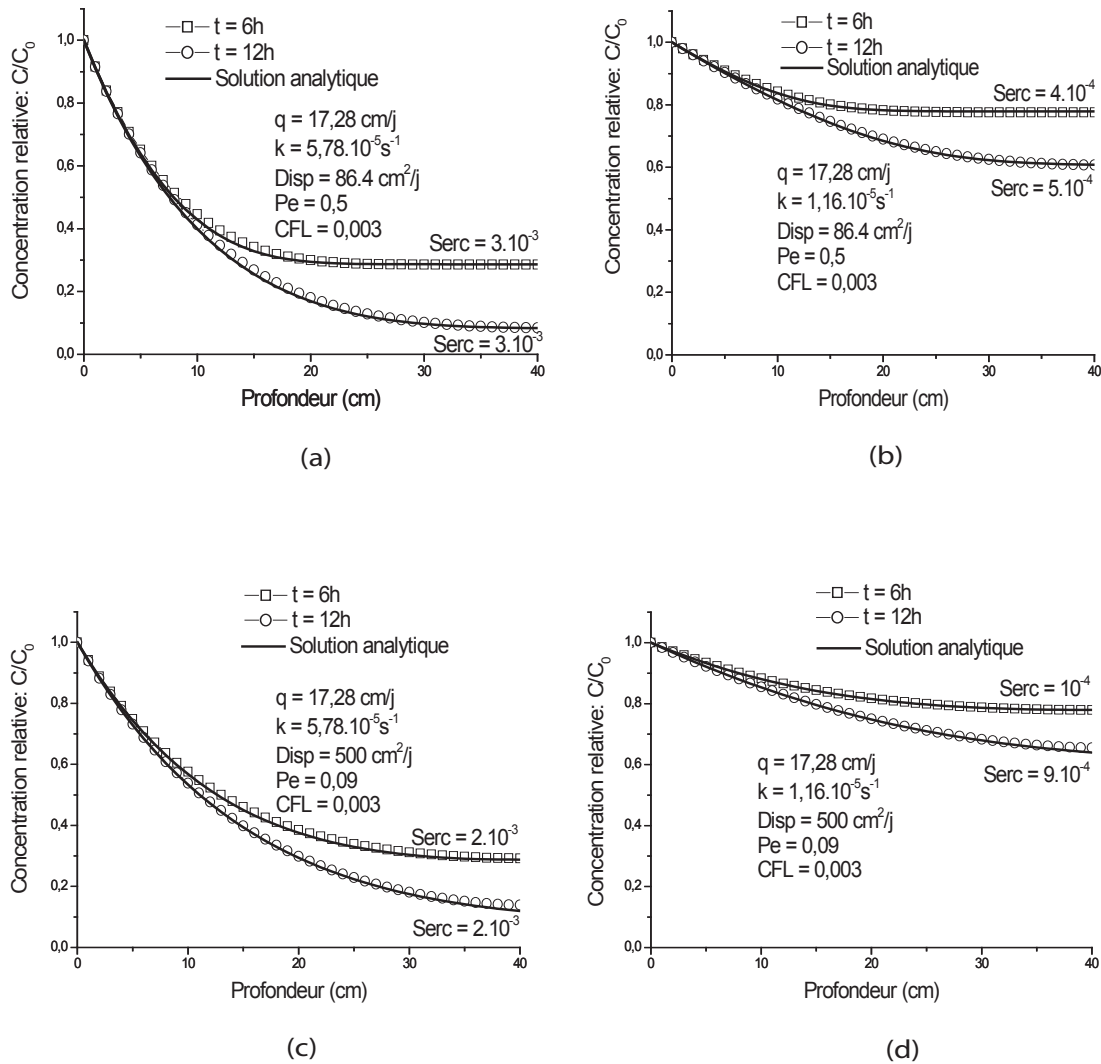 t = 6h
t = 12h
Solution analytique
q = 17,28 cm/j
k = 5,78.10⁻⁵s⁻¹
Disp = 86.4 cm²/j
Pe = 0,5
CFL = 0,003
Serc = 3.10⁻³
Serc = 3.10⁻³
Concentration relative: C/C₀
1,0
0,8
0,6
0,4
0,2
0,0
0 10 20 30 40
Profondeur (cm)
(a)
t = 6h
t = 12h
Solution analytique
Serc = 4.10⁻⁴
Serc = 5.10⁻⁴
q = 17,28 cm/j
k = 1,16.10⁻⁵s⁻¹
Disp = 86.4 cm²/j
Pe = 0,5
CFL = 0,003
Concentration relative: C/C₀
1,0
0,8
0,6
0,4
0,2
0,0
0 10 20 30 40
Profondeur (cm)
(b)
t = 6h
t = 12h
Solution analytique
q = 17,28 cm/j
k = 5,78.10⁻⁵s⁻¹
Disp = 500 cm²/j
Pe = 0,09
CFL = 0,003
Serc = 2.10⁻³
Serc = 2.10⁻³
Concentration relative: C/C₀
1,0
0,8
0,6
0,4
0,2
0,0
0 10 20 30 40
Profondeur (cm)
(c)
t = 6h
t = 12h
Solution analytique
Serc = 10⁻⁴
Serc = 9.10⁻⁴
q = 17,28 cm/j
k = 1,16.10⁻⁵s⁻¹
Disp = 500 cm²/j
Pe = 0,09
CFL = 0,003
Concentration relative: C/C₀
1,0
0,8
0,6
0,4
0,2
0,0
0 10 20 30 40
Profondeur (cm)
(d)